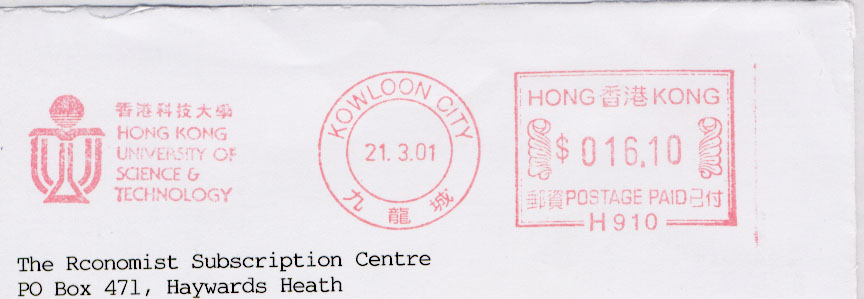 香港科技大學
HONG KONG
UNIVERSITY OF
SCIENCE &
TECHNOLOGY
KOWLOON CITY
21.3.01
九龍城
HONG 香港 KONG
$ 016.10
郵資 POSTAGE PAID 已付
H 910
The Rconomist Subscription Centre
PO Box 471, Haywards Heath